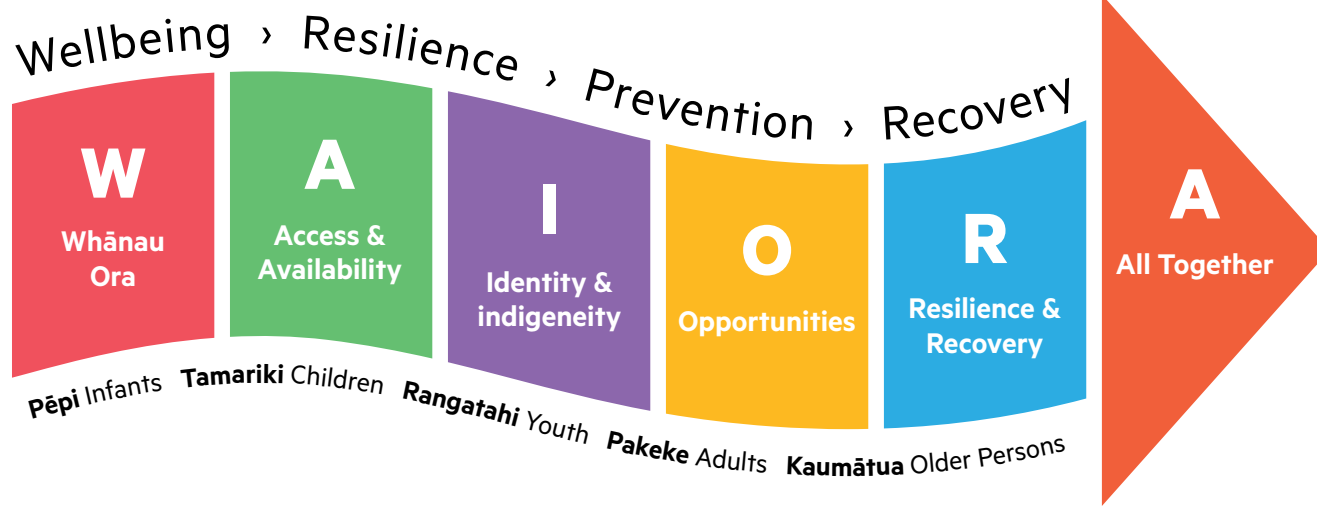 Wellbeing › Resilience › Prevention › Recovery
W
Whānau
Ora
A
Access &
Availability
I
Identity &
indigeneity
O
Opportunities
R
Resilience &
Recovery
A
All Together
Pēpi Infants Tamariki Children Rangatahi Youth Pakeke Adults Kaumātua Older Persons